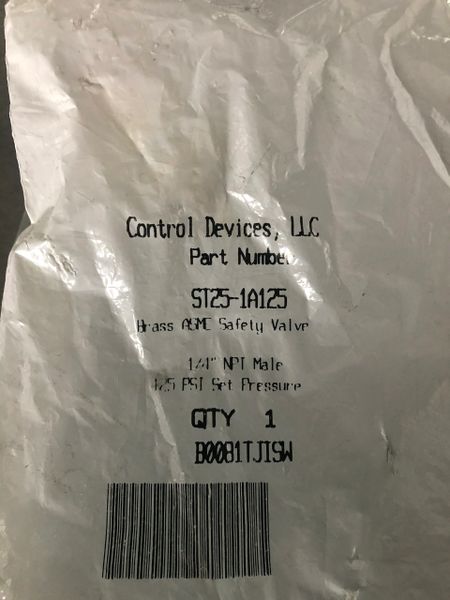 Control Devices, LLC
Part Number
ST25-1A125
Brass ASME Safety Valve
1/4" NPT Male
125 PSI Set Pressure
QTY 1
B0081TJISW